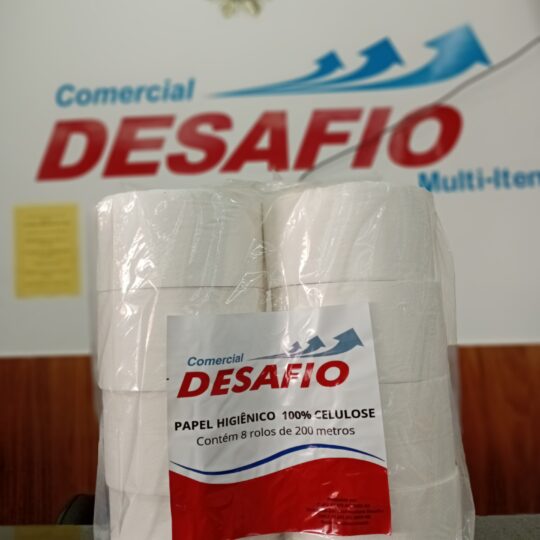 Comercial
DESAFIO
Multi-Iten
Comercial
DESAFIO
PAPEL HIGIÊNICO 100% CELULOSE
Contém 8 rolos de 200 metros